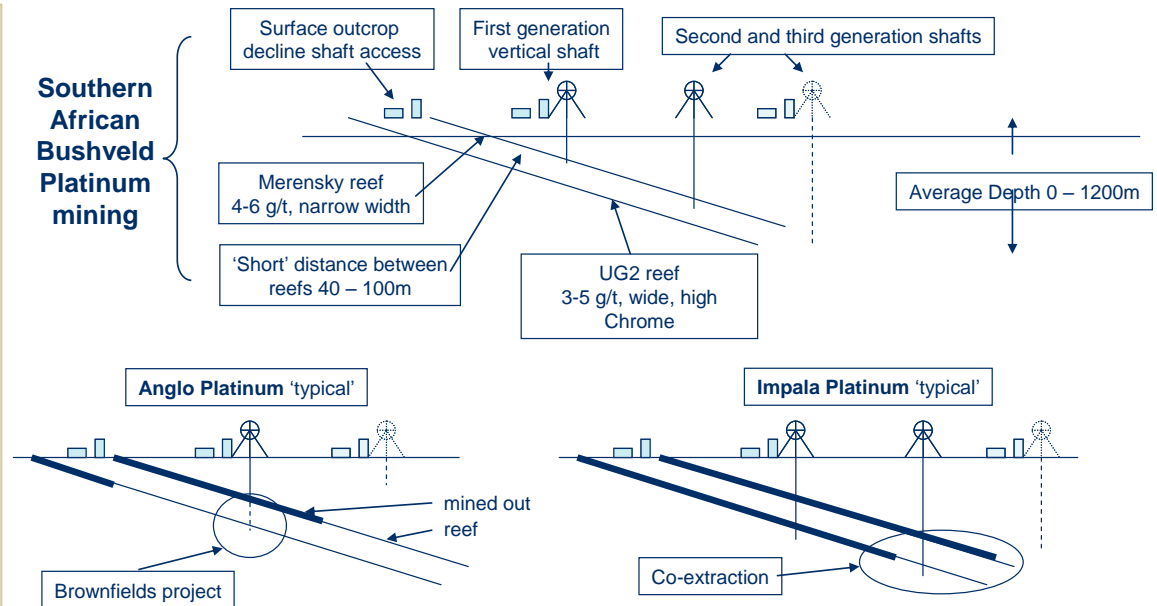 Surface outcrop
decline shaft access
First generation
vertical shaft
Second and third generation shafts
Southern
African
Bushveld
Platinum
mining
Merensky reef
4-6 g/t, narrow width
Average Depth 0 – 1200m
‘Short’ distance between
reefs 40 – 100m
UG2 reef
3-5 g/t, wide, high
Chrome
Anglo Platinum ‘typical’
Impala Platinum ‘typical’
mined out
reef
Brownfields project
Co-extraction